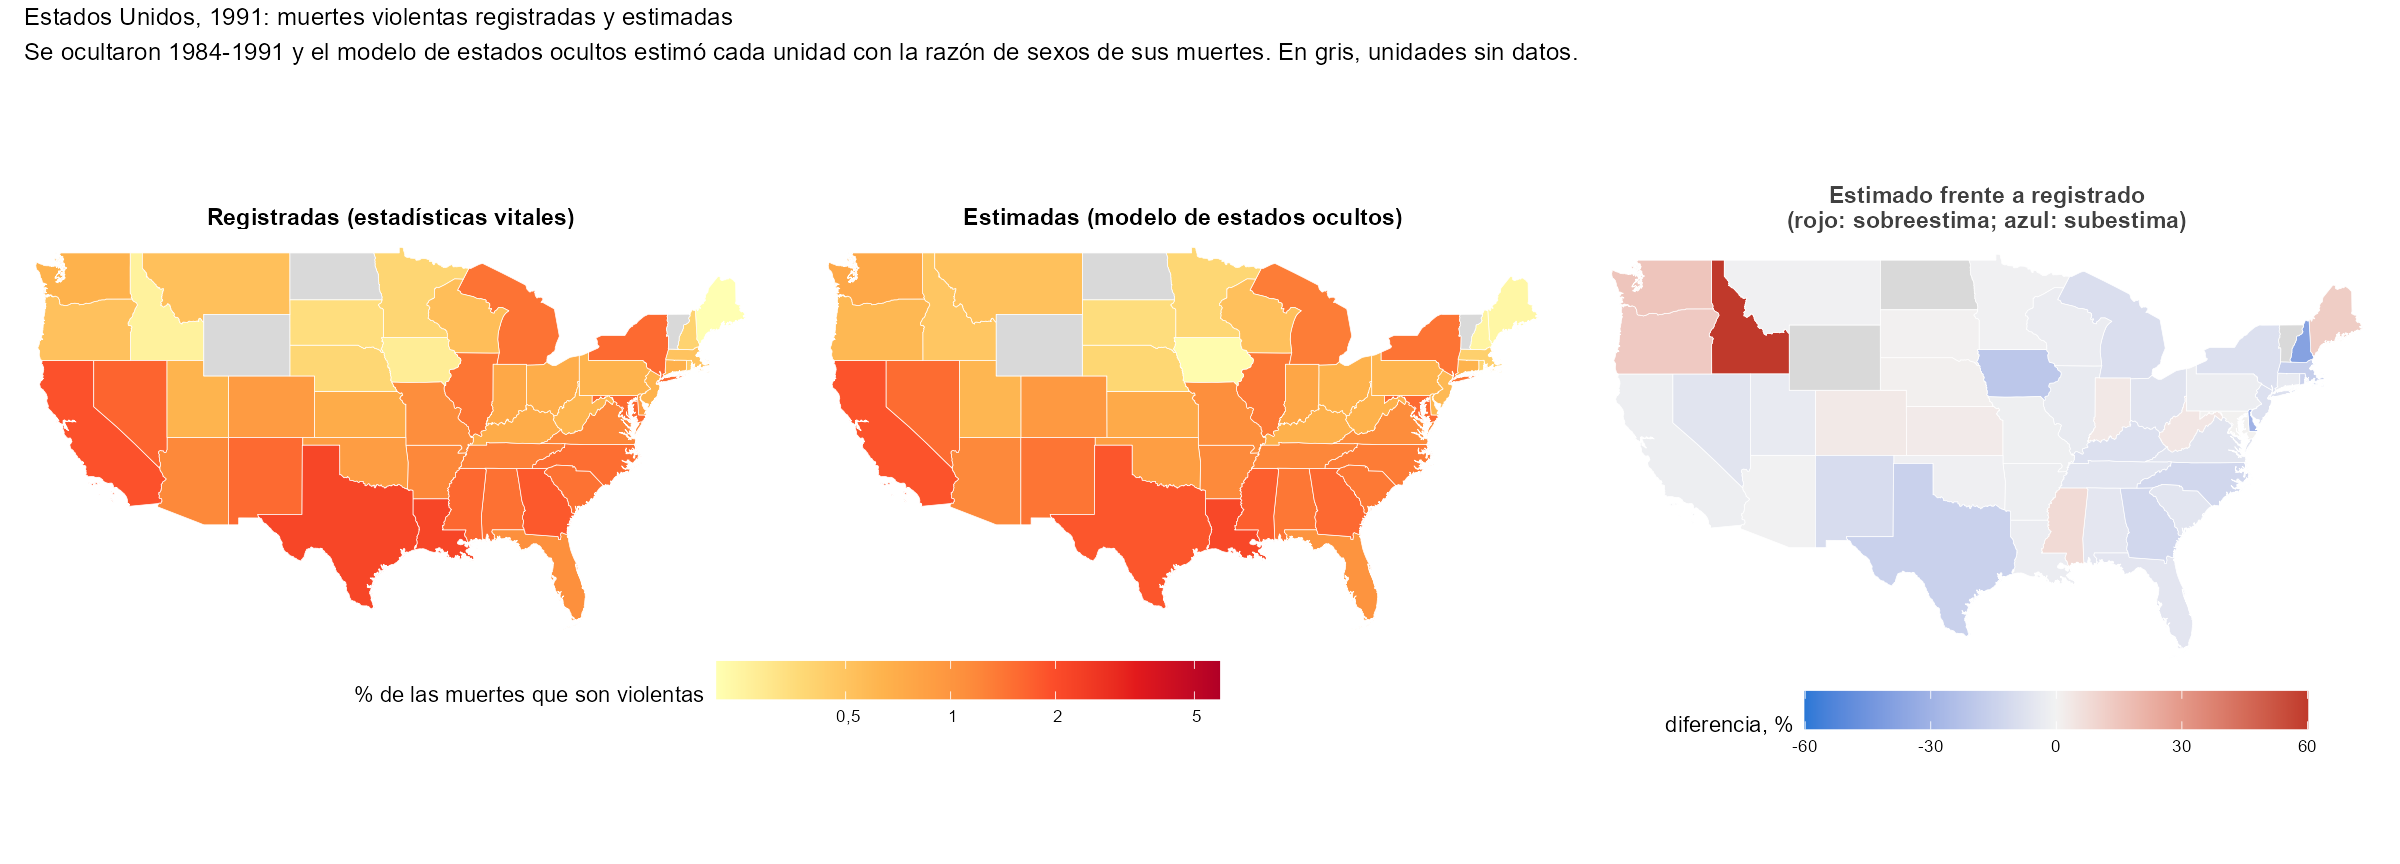 Estados Unidos, 1991: muertes violentas registradas y estimadas
Se ocultaron 1984-1991 y el modelo de estados ocultos estimó cada unidad con la razón de sexos de sus muertes. En gris, unidades sin datos.
Registradas (estadísticas vitales)
Estimadas (modelo de estados ocultos)
Estimado frente a registrado
(rojo: sobreestima; azul: subestima)
% de las muertes que son violentas
0,5
1
2
5
diferencia, %
-60
-30
0
30
60